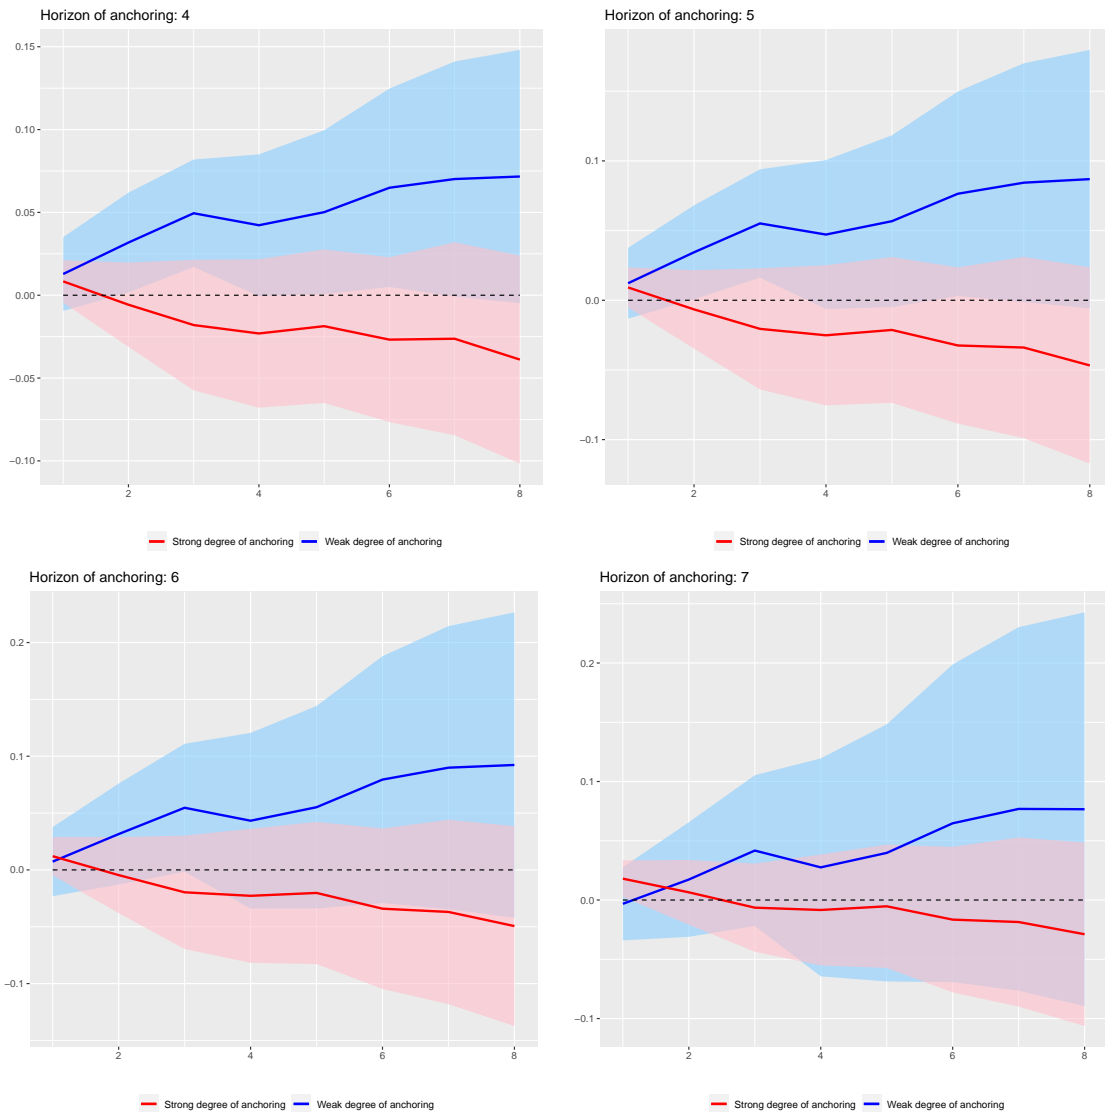 Horizon of anchoring: 4
0.15
0.10
0.05
0.00
−0.05
−0.10
2 4 6 8
Strong degree of anchoring Weak degree of anchoring
Horizon of anchoring: 5
0.1
0.0
−0.1
2 4 6 8
Strong degree of anchoring Weak degree of anchoring
Horizon of anchoring: 6
0.2
0.1
0.0
−0.1
2 4 6 8
Strong degree of anchoring Weak degree of anchoring
Horizon of anchoring: 7
0.2
0.1
0.0
−0.1
2 4 6 8
Strong degree of anchoring Weak degree of anchoring